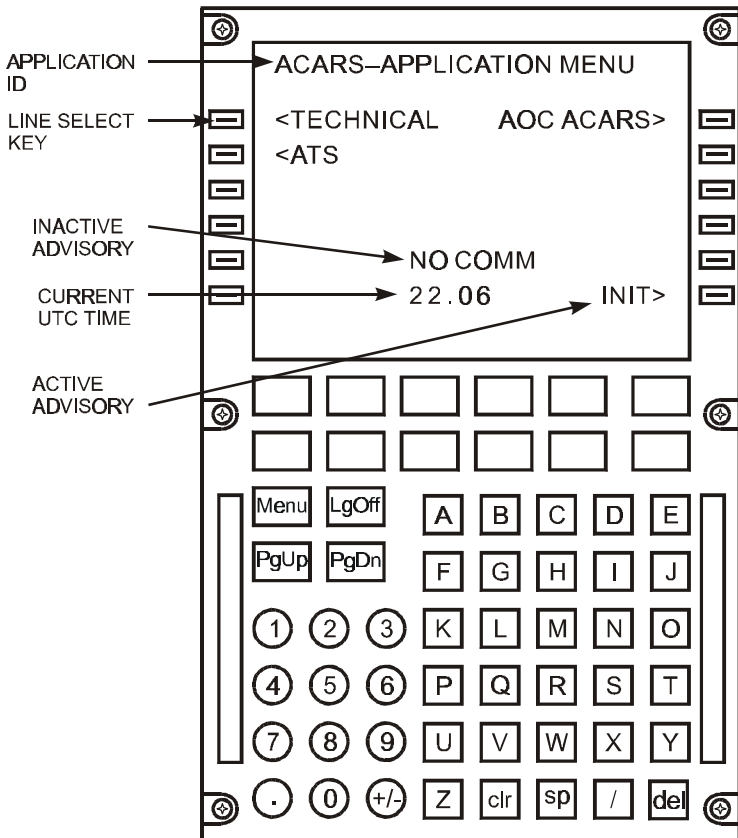 APPLICATION
ID
LINE SELECT
KEY
INACTIVE
ADVISORY
CURRENT
UTC TIME
ACTIVE
ADVISORY
ACARS–APPLICATION MENU
<TECHNICAL AOC ACARS>
<ATS
NO COMM
22.06 INIT>
Menu LgOff
PgUp PgDn
A B C D E
F G H I J
1 2 3 K L M N O
4 5 6 P Q R S T
7 8 9 U V W X Y
. 0 +/- Z clr sp / del